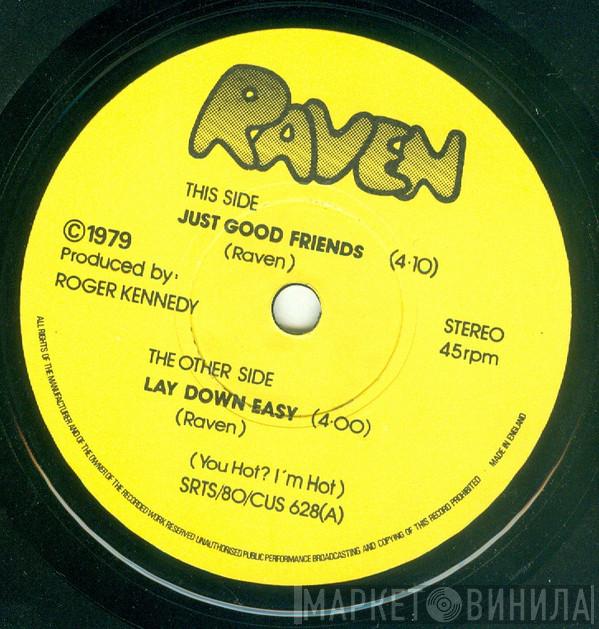 RAVEN
THIS SIDE
JUST GOOD FRIENDS (4·10)
(Raven)
©1979
Produced by:
ROGER KENNEDY
STEREO
45rpm
THE OTHER SIDE
LAY DOWN EASY (4·00)
(Raven)
(You Hot? I'm Hot)
SRTS/80/CUS 628(A)
ALL RIGHTS OF THE MANUFACTURER AND OF THE OWNER OF THE RECORDED WORK RESERVED UNAUTHORISED PUBLIC PERFORMANCE BROADCASTING AND COPYING OF THIS RECORD PROHIBITED · MADE IN ENGLAND
МАРКЕТ ВИНИЛА